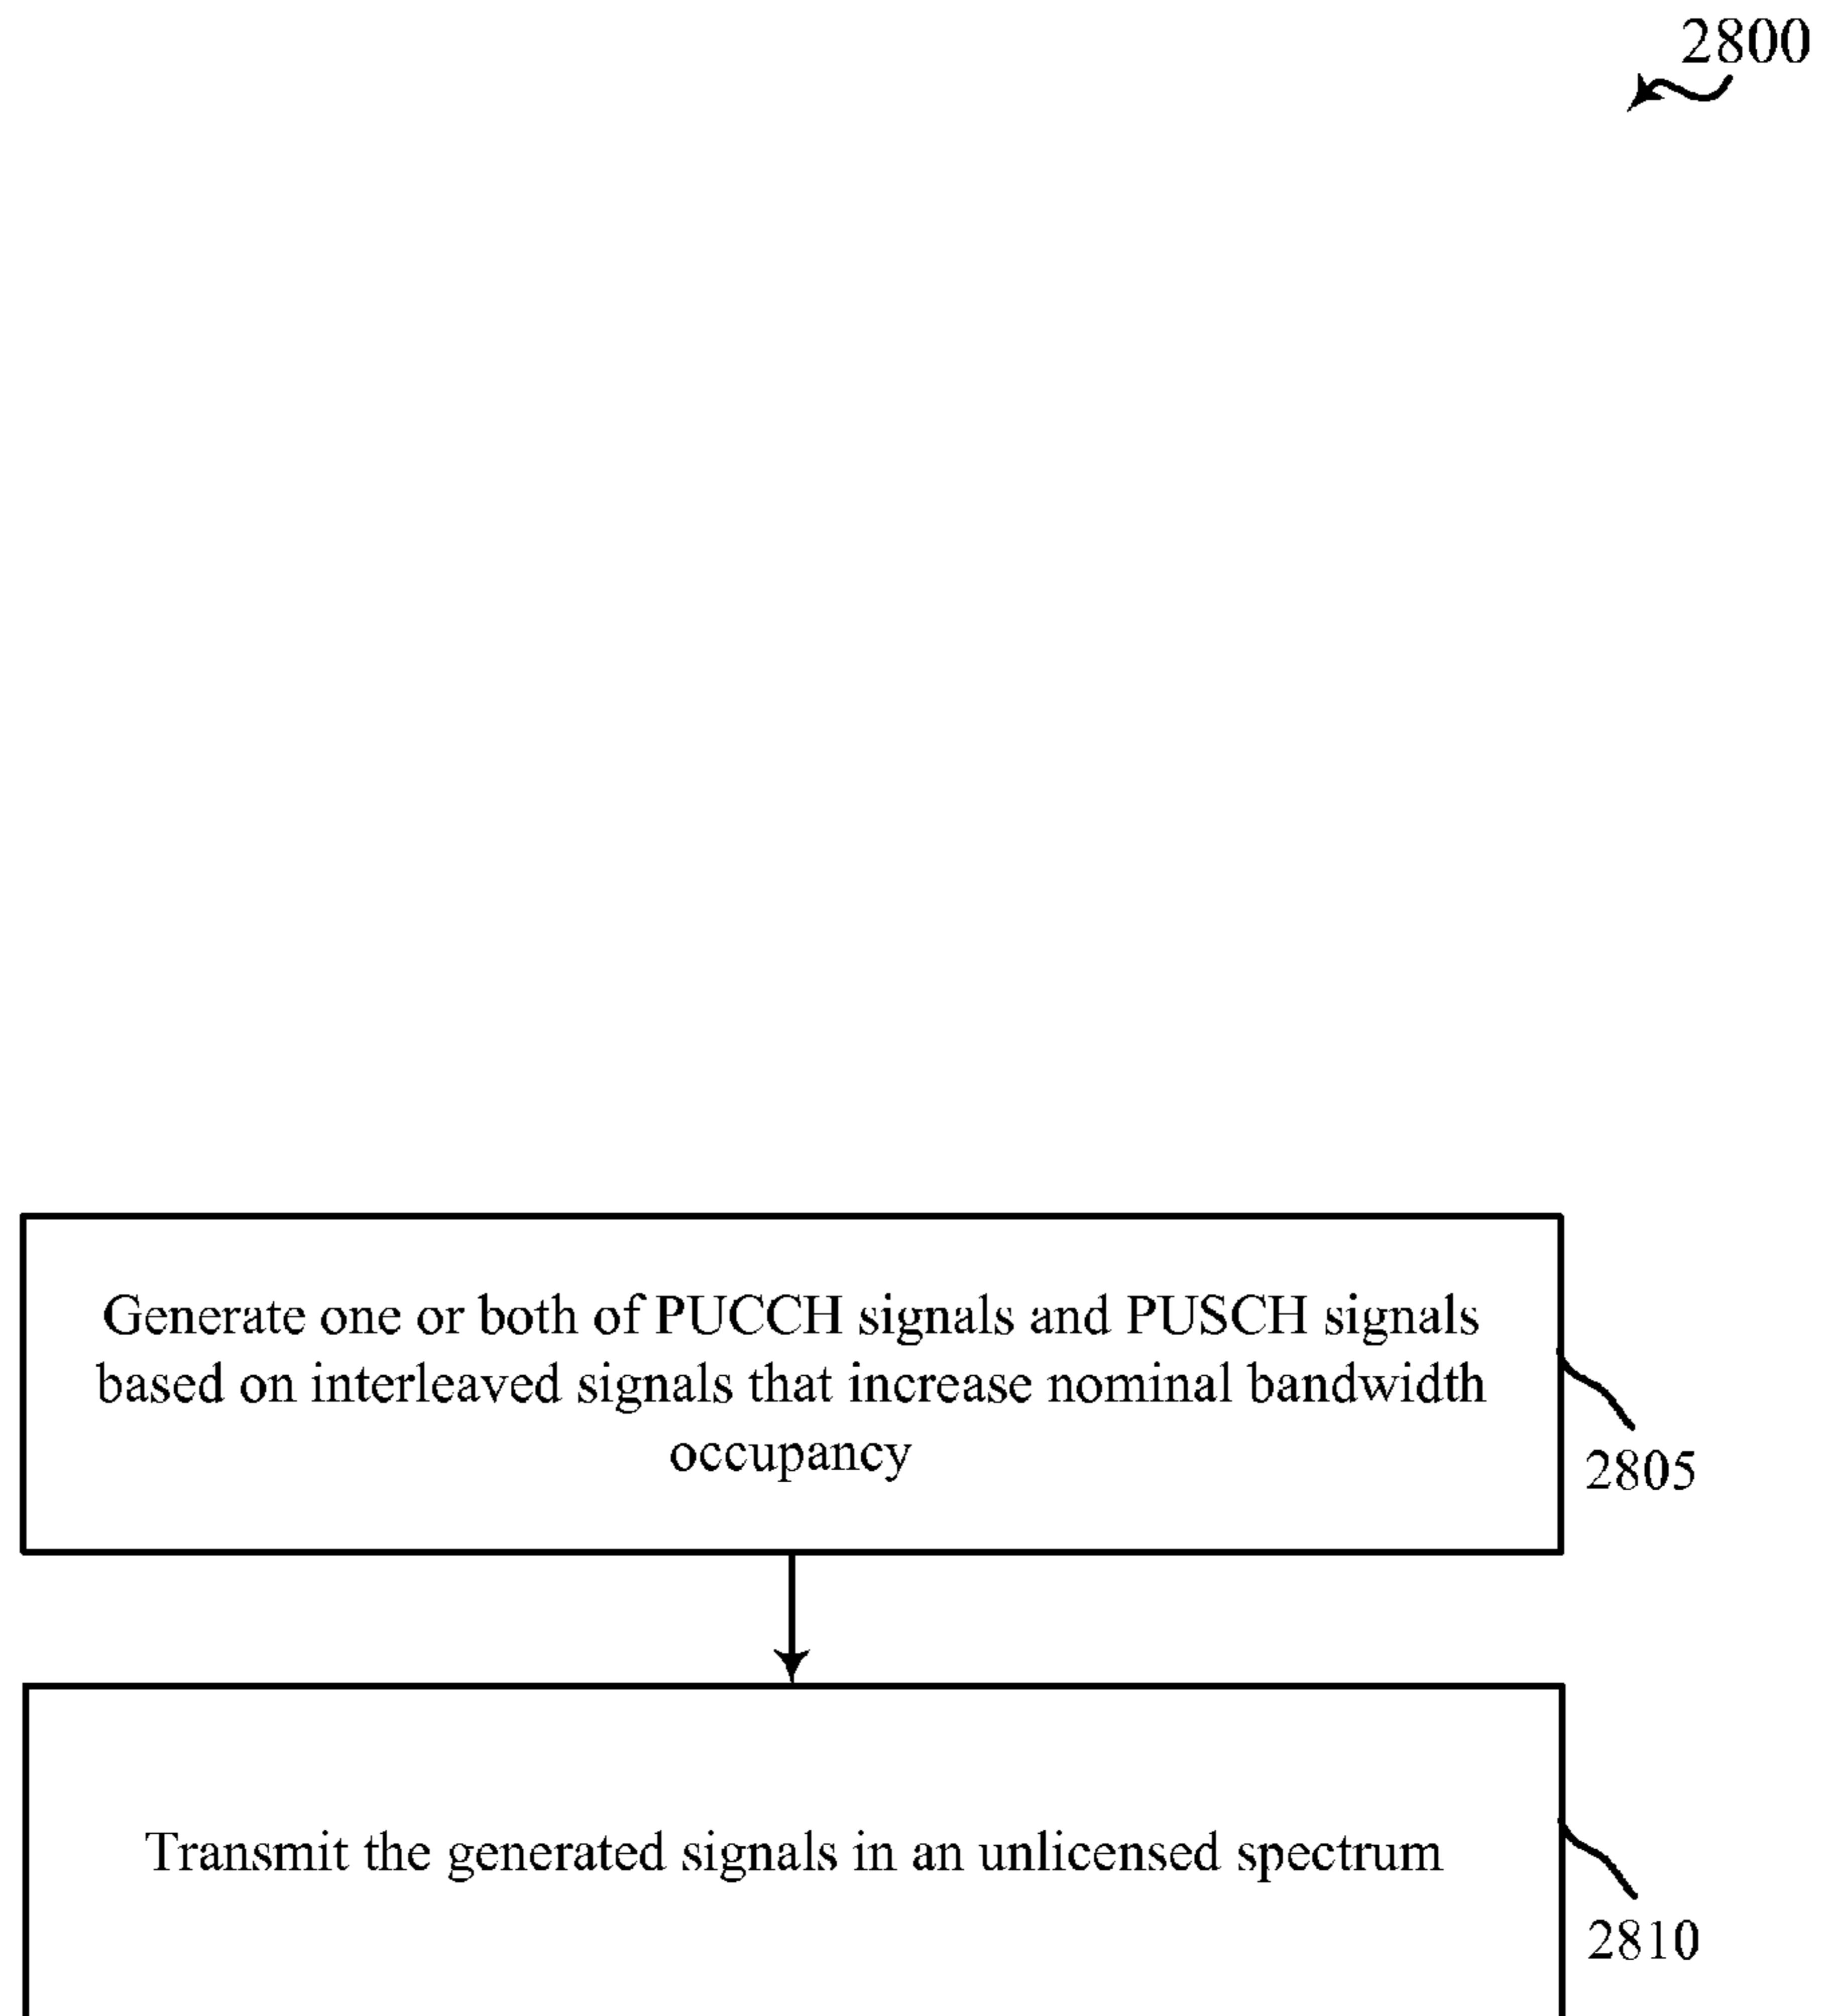 2800
Generate one or both of PUCCH signals and PUSCH signals
based on interleaved signals that increase nominal bandwidth
occupancy
2805
Transmit the generated signals in an unlicensed spectrum
2810